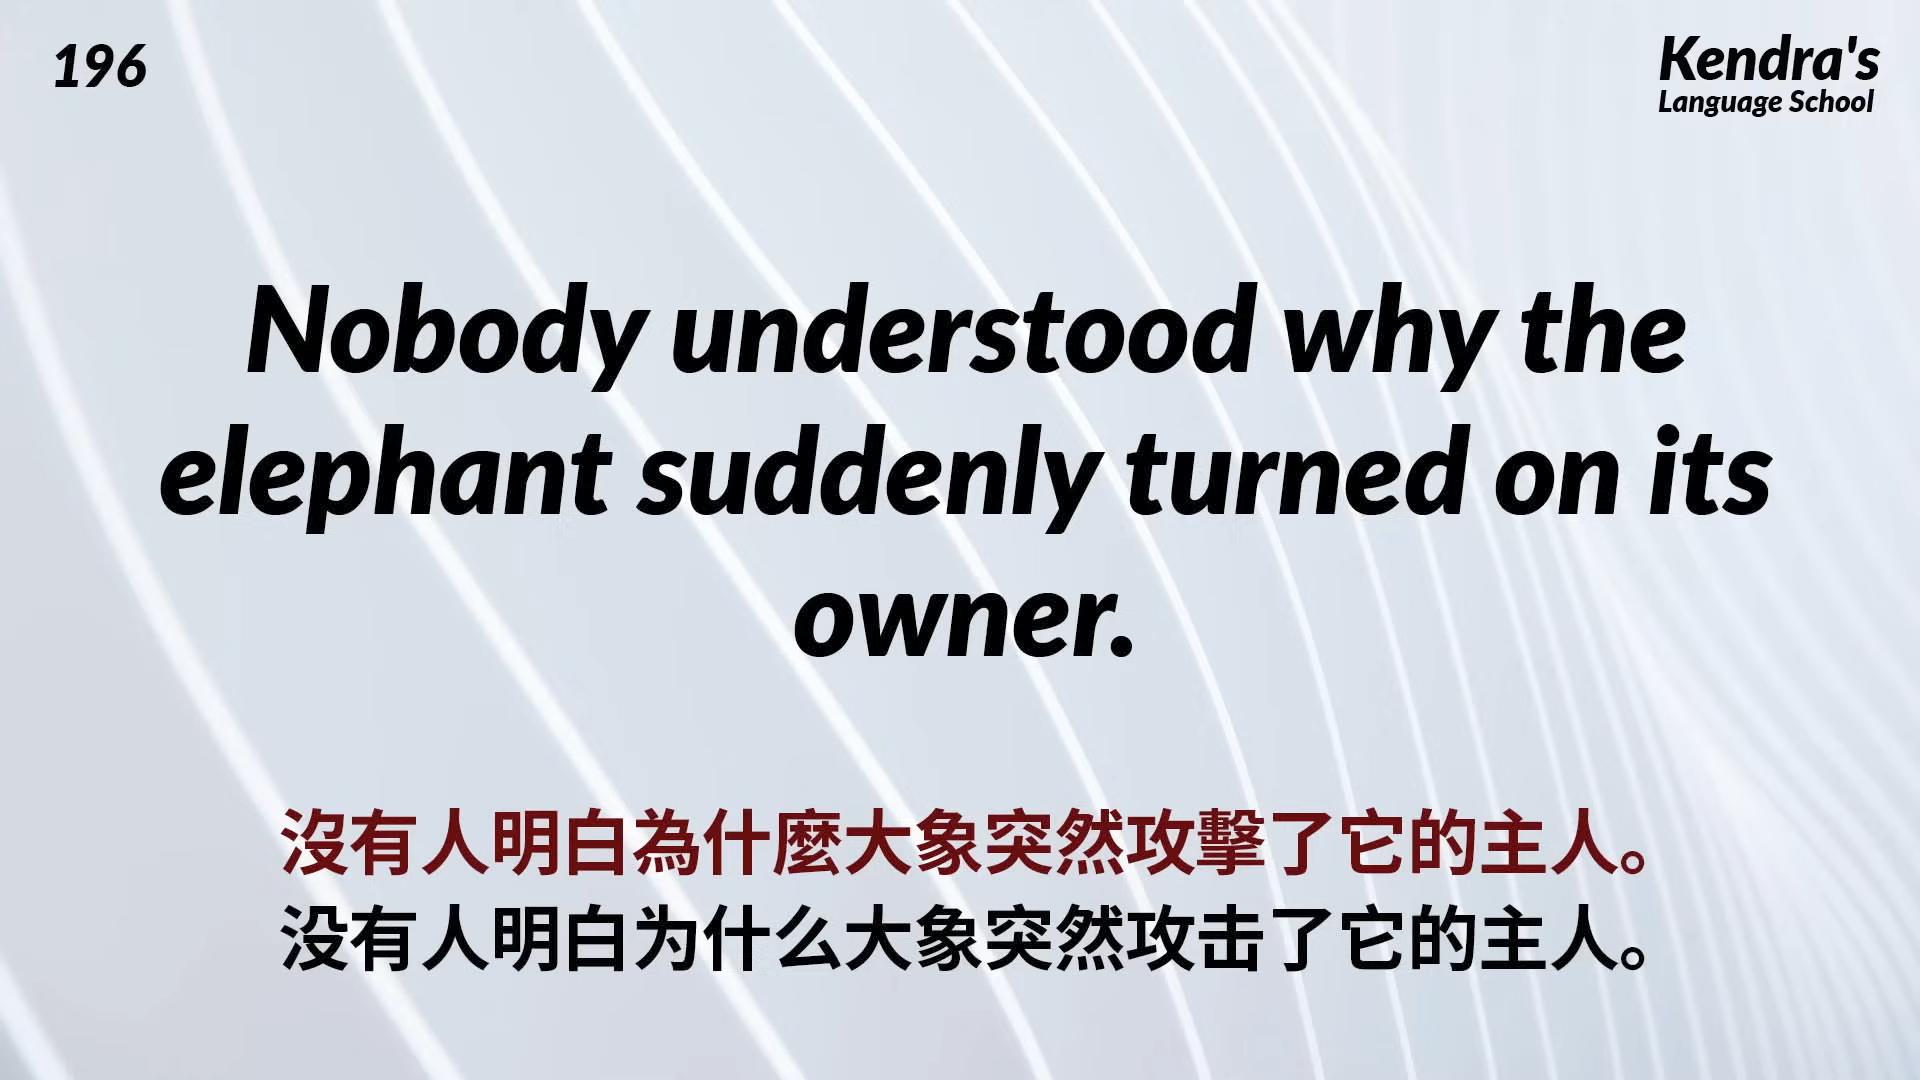 196
Kendra's
Language School
Nobody understood why the
elephant suddenly turned on its
owner.
沒有人明白為什麼大象突然攻擊了它的主人。
没有人明白为什么大象突然攻击了它的主人。